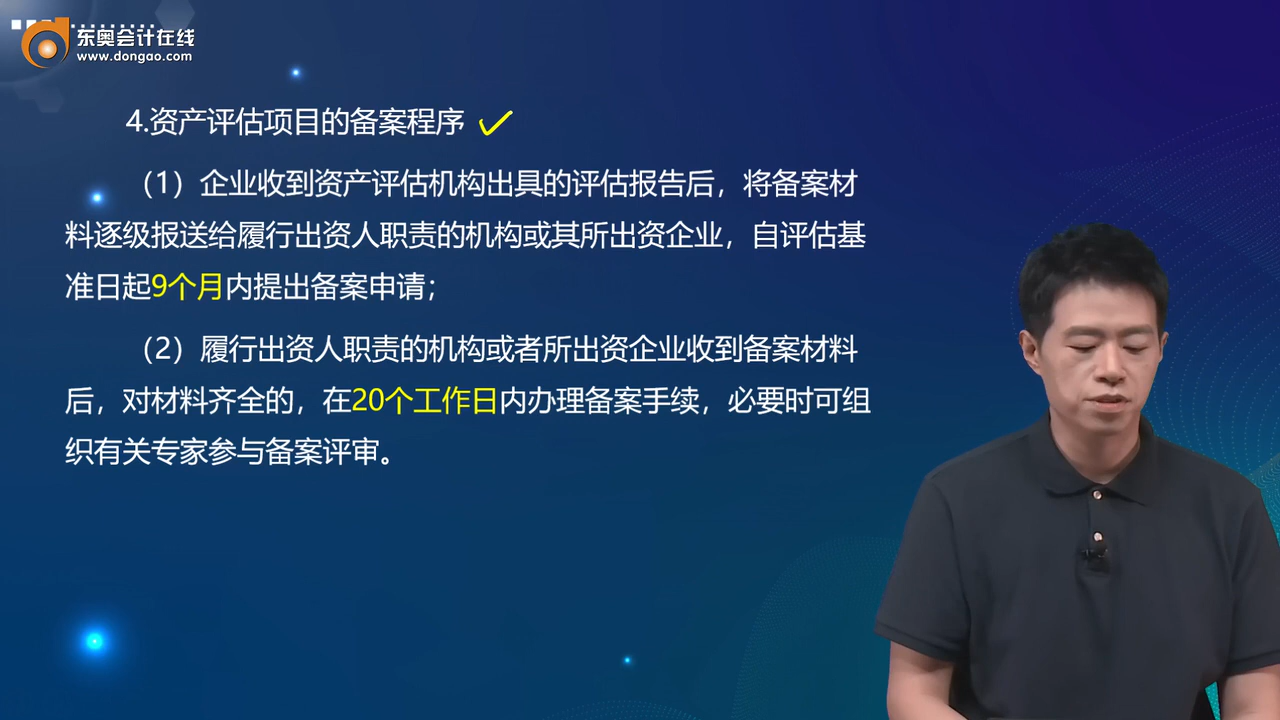 东奥会计在线
www.dongao.com
4.资产评估项目的备案程序
（1）企业收到资产评估机构出具的评估报告后，将备案材
料逐级报送给履行出资人职责的机构或其所出资企业，自评估基
准日起9个月内提出备案申请；
（2）履行出资人职责的机构或者所出资企业收到备案材料
后，对材料齐全的，在20个工作日内办理备案手续，必要时可组
织有关专家参与备案评审。